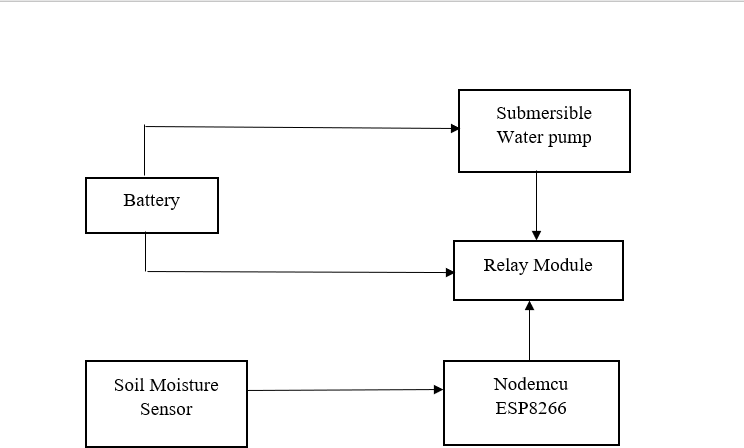 Submersible
Water pump
Battery
Relay Module
Soil Moisture
Sensor
Nodemcu
ESP8266